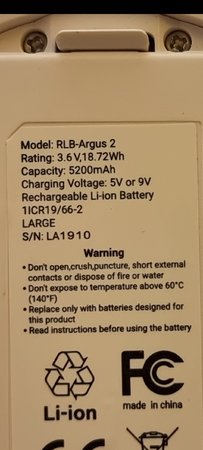 Model: RLB-Argus 2
Rating: 3.6V,18.72Wh
Capacity: 5200mAh
Charging Voltage: 5V or 9V
Rechargeable Li-ion Battery
1ICR19/66-2
LARGE
S/N: LA1910
Warning
• Don't open,crush,puncture, short external
contacts or dispose of fire or water
• Don't expose to temperature above 60°C
(140°F)
• Replace only with batteries designed for
this product
• Read instructions before using the battery
Li-ion
FC
made in china
CE